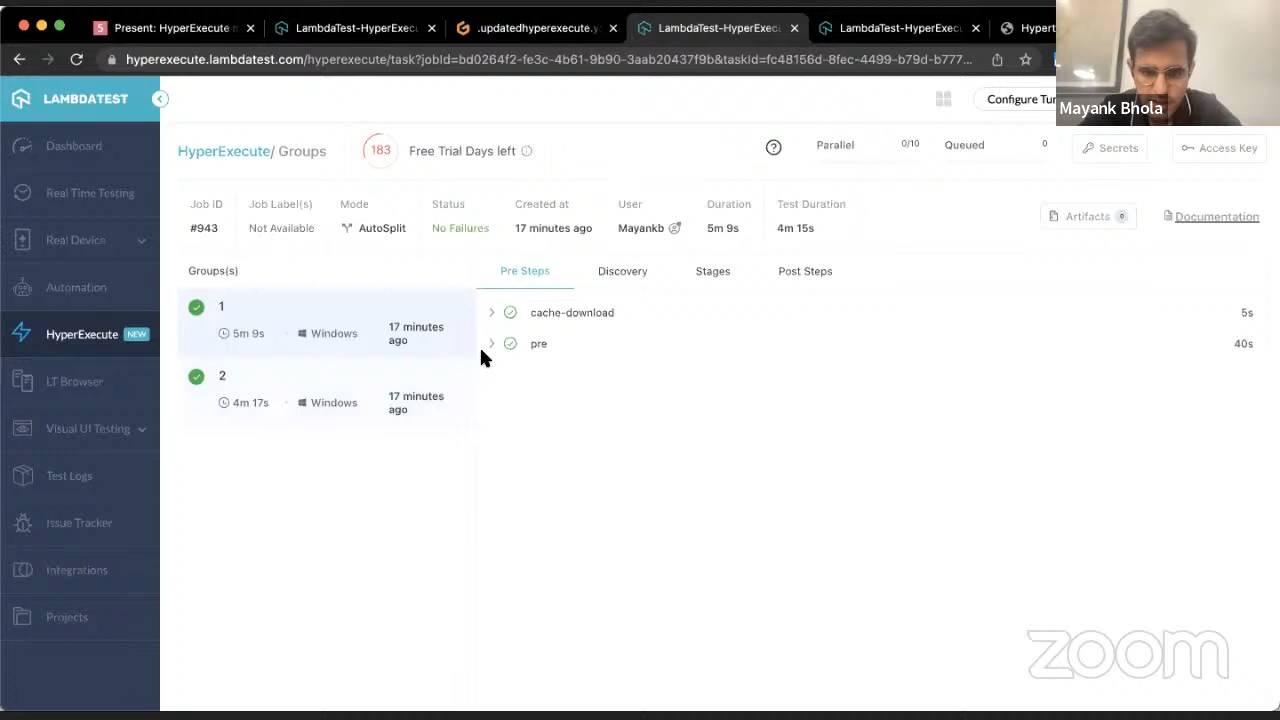 Present: HyperExecute
LambdaTest-HyperExec
.updatedhyperexecute.y
LambdaTest-HyperExec
LambdaTest-HyperExec
Hypert
hyperexecute.lambdatest.com/hyperexecute/task?jobId=bd0264f2-fe3c-4b61-9b90-3aab20437f9b&taskId=fc48156d-8fec-4499-b79d-b777...
Mayank Bhola
LAMBDATEST
Configure Tun
Dashboard
Real Time Testing
Real Device
Automation
HyperExecute NEW
LT Browser
Visual UI Testing
Test Logs
Issue Tracker
Integrations
Projects
HyperExecute/ Groups
183 Free Trial Days left
Parallel 0/10 Queued 0
Secrets
Access Key
Job ID Job Label(s) Mode Status Created at User Duration Test Duration
#943 Not Available AutoSplit No Failures 17 minutes ago Mayankb 5m 9s 4m 15s
Artifacts 0
Documentation
Groups(s)
Pre Steps Discovery Stages Post Steps
1
5m 9s Windows 17 minutes ago
2
4m 17s Windows 17 minutes ago
cache-download 5s
pre 40s
zoom